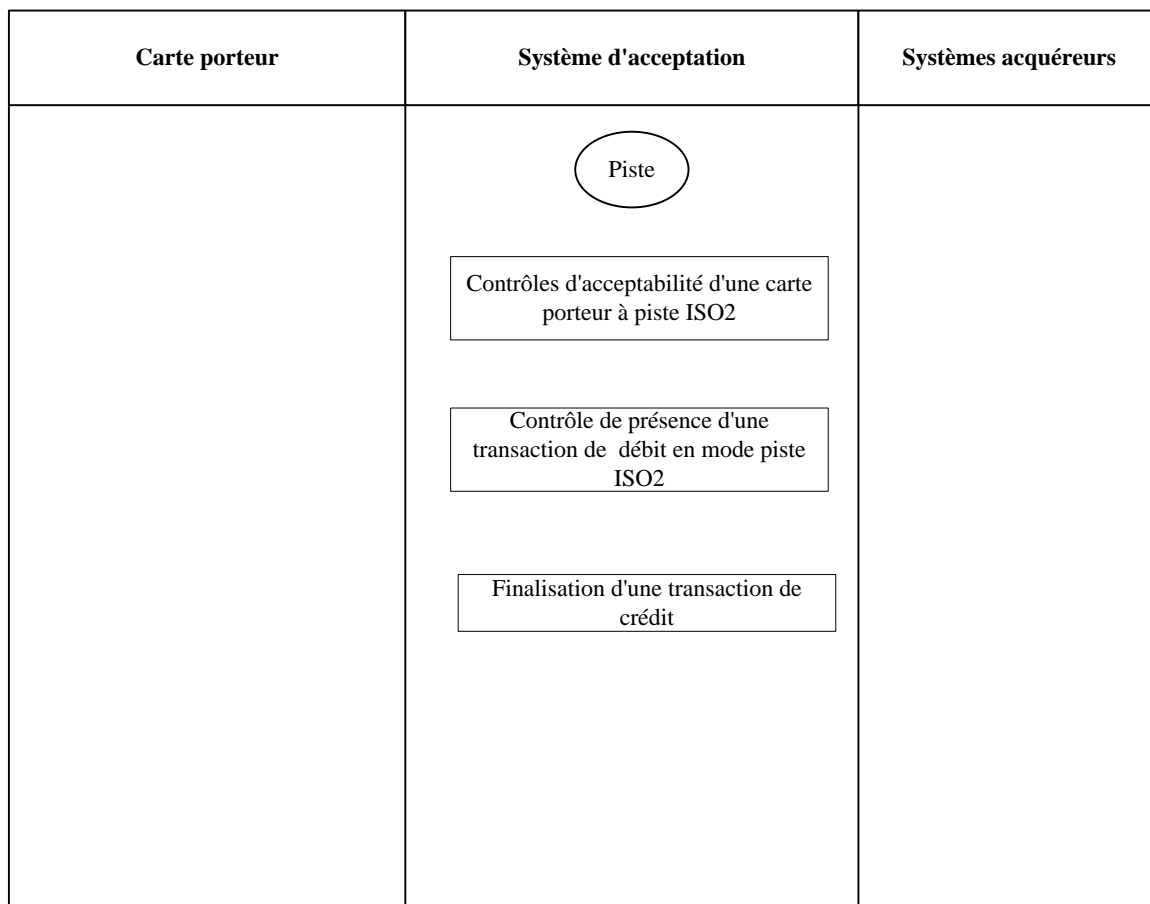 Carte porteur
Système d'acceptation
Systèmes acquéreurs
Piste
Contrôles d'acceptabilité d'une carte
porteur à piste ISO2
Contrôle de présence d'une
transaction de  débit en mode piste
ISO2
Finalisation d'une transaction de
crédit